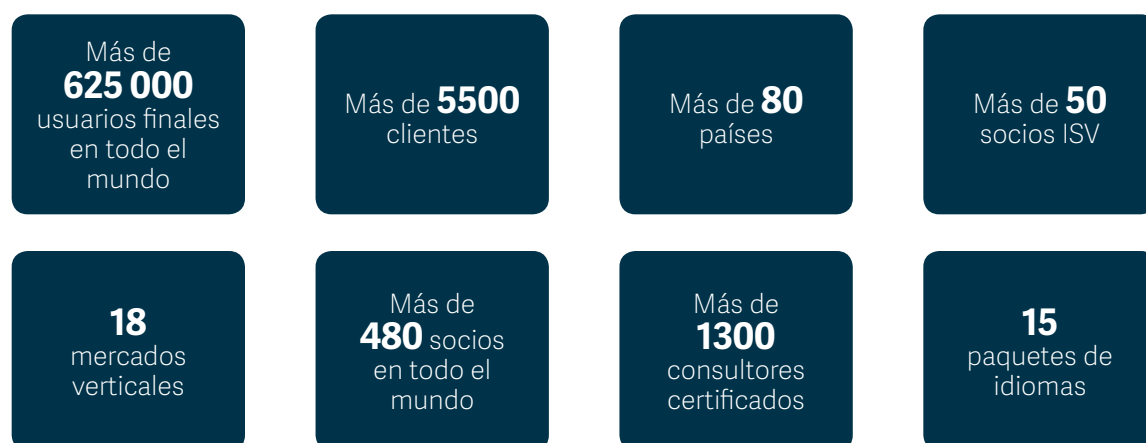 Más de
625 000
usuarios finales
en todo el
mundo
Más de 5500
clientes
Más de 80
países
Más de 50
socios ISV
18
mercados
verticales
Más de
480 socios
en todo el
mundo
Más de
1300
consultores
certificados
15
paquetes de
idiomas